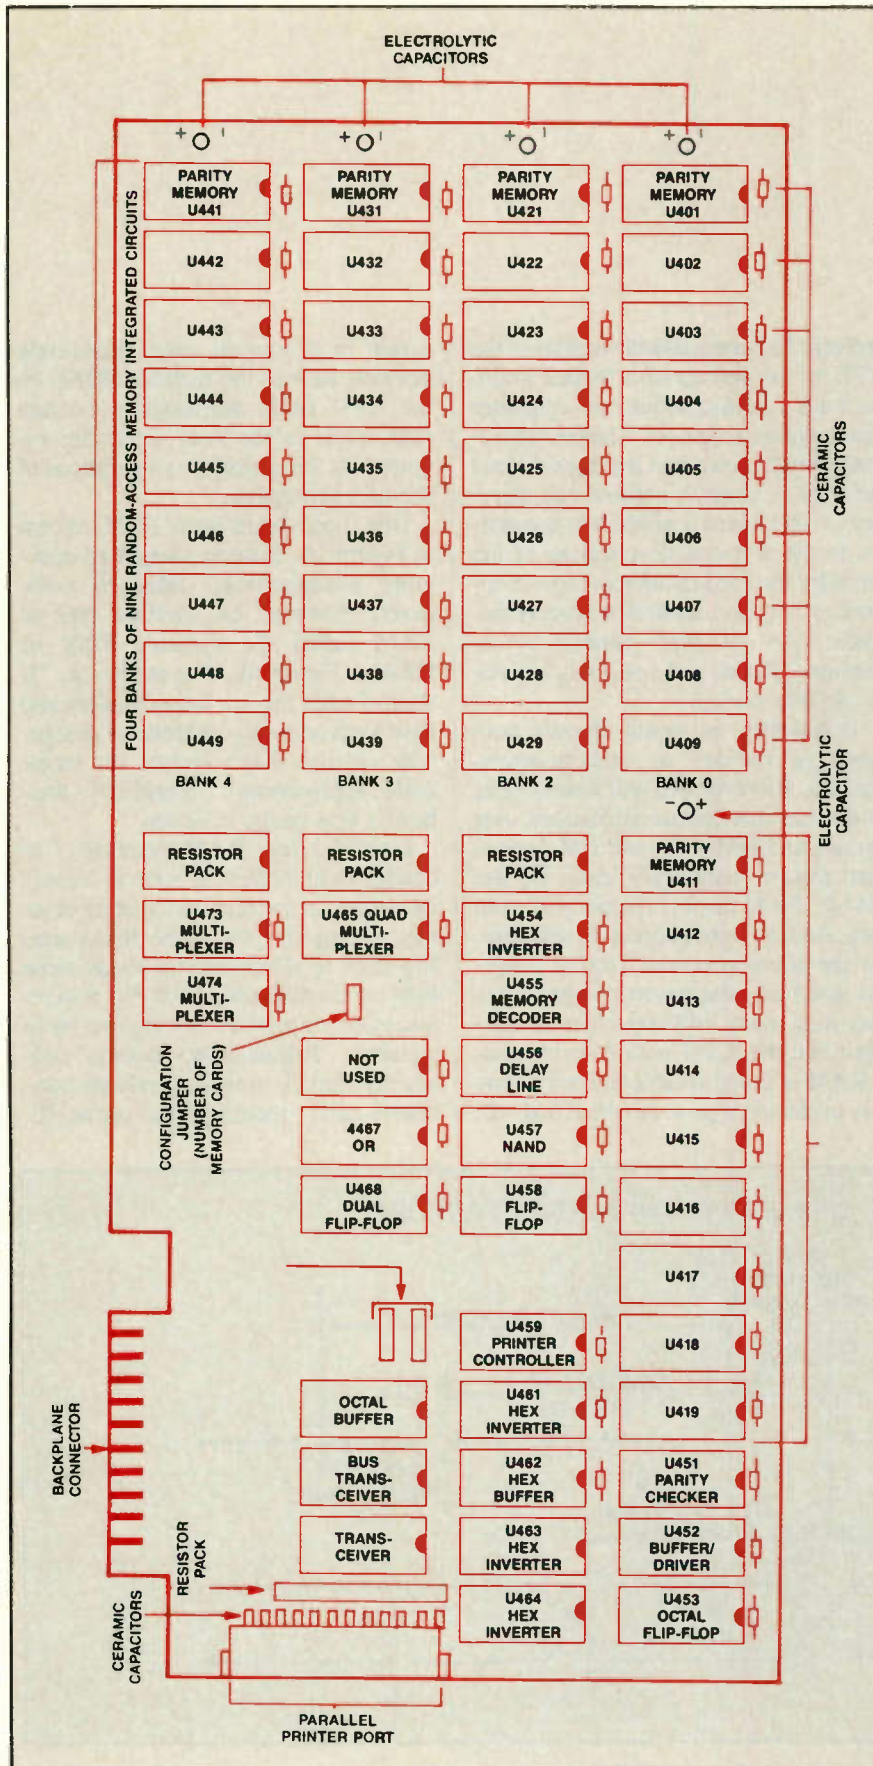 ELECTROLYTIC
CAPACITORS
+ -
+ -
+ -
+ -
FOUR BANKS OF NINE RANDOM-ACCESS MEMORY INTEGRATED CIRCUITS
PARITY
MEMORY
U441
PARITY
MEMORY
U431
PARITY
MEMORY
U421
PARITY
MEMORY
U401
U442
U432
U422
U402
U443
U433
U423
U403
U444
U434
U424
U404
U445
U435
U425
U405
U446
U436
U426
U406
U447
U437
U427
U407
U448
U438
U428
U408
U449
U439
U429
U409
CERAMIC
CAPACITORS
BANK 4
BANK 3
BANK 2
BANK 0
- +
ELECTROLYTIC
CAPACITOR
RESISTOR
PACK
RESISTOR
PACK
RESISTOR
PACK
PARITY
MEMORY
U411
U473
MULTI-
PLEXER
U465 QUAD
MULTI-
PLEXER
U454
HEX
INVERTER
U412
U474
MULTI-
PLEXER
U455
MEMORY
DECODER
U413
CONFIGURATION
JUMPER
(NUMBER OF
MEMORY CARDS)
NOT
USED
U456
DELAY
LINE
U414
4467
OR
U457
NAND
U415
U468
DUAL
FLIP-FLOP
U458
FLIP-
FLOP
U416
U417
U459
PRINTER
CONTROLLER
U418
OCTAL
BUFFER
U461
HEX
INVERTER
U419
BACKPLANE
CONNECTOR
BUS
TRANS-
CEIVER
U462
HEX
BUFFER
U451
PARITY
CHECKER
TRANS-
CEIVER
U463
HEX
INVERTER
U452
BUFFER/
DRIVER
RESISTOR
PACK
U464
HEX
INVERTER
U453
OCTAL
FLIP-FLOP
CERAMIC
CAPACITORS
PARALLEL
PRINTER PORT